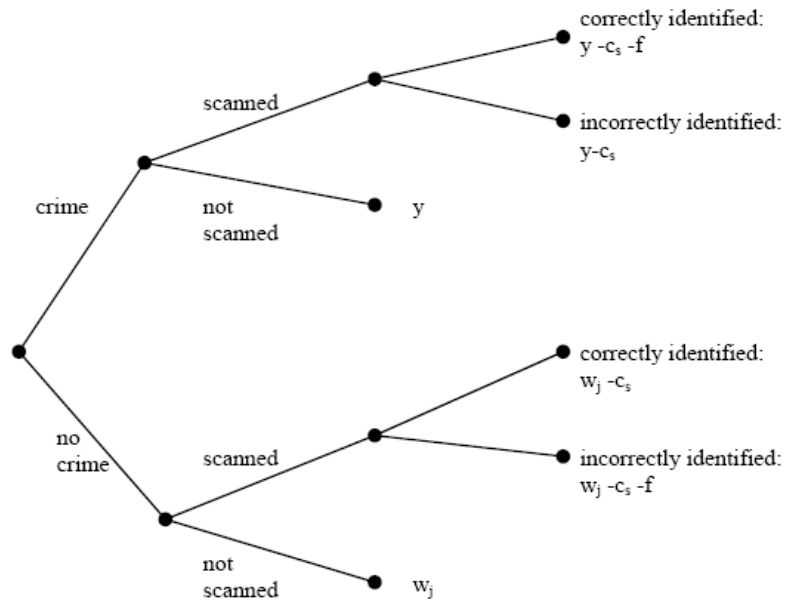 correctly identified:
y -cₛ -f
scanned
incorrectly identified:
y-cₛ
crime
not
scanned
y
correctly identified:
wⱼ -cₛ
no
crime
scanned
incorrectly identified:
wⱼ -cₛ -f
not
scanned
wⱼ